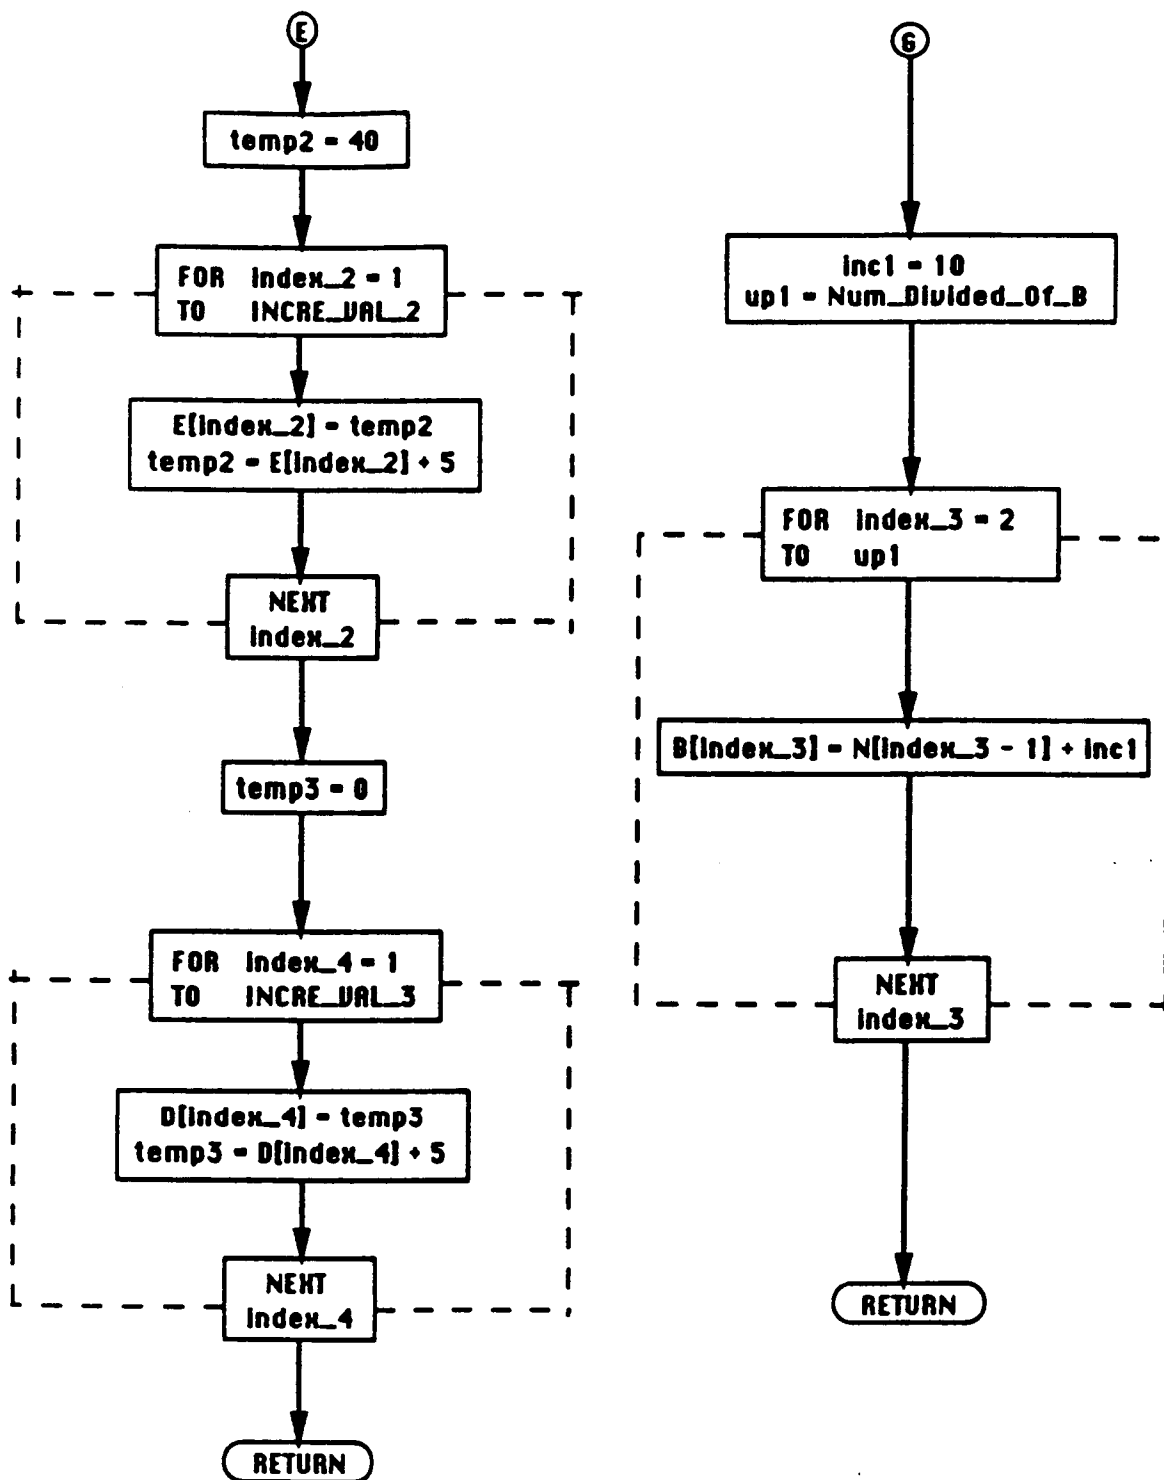 E
temp2 = 40
FOR index_2 = 1
TO INCRE_VAL_2
E[index_2] = temp2
temp2 = E[index_2] + 5
NEXT
index_2
temp3 = 0
FOR index_4 = 1
TO INCRE_VAL_3
D[index_4] = temp3
temp3 = D[index_4] + 5
NEXT
index_4
RETURN
G
inc1 = 10
up1 = Num_Divided_Of_B
FOR index_3 = 2
TO up1
B[index_3] = N[index_3 - 1] + inc1
NEXT
index_3
RETURN